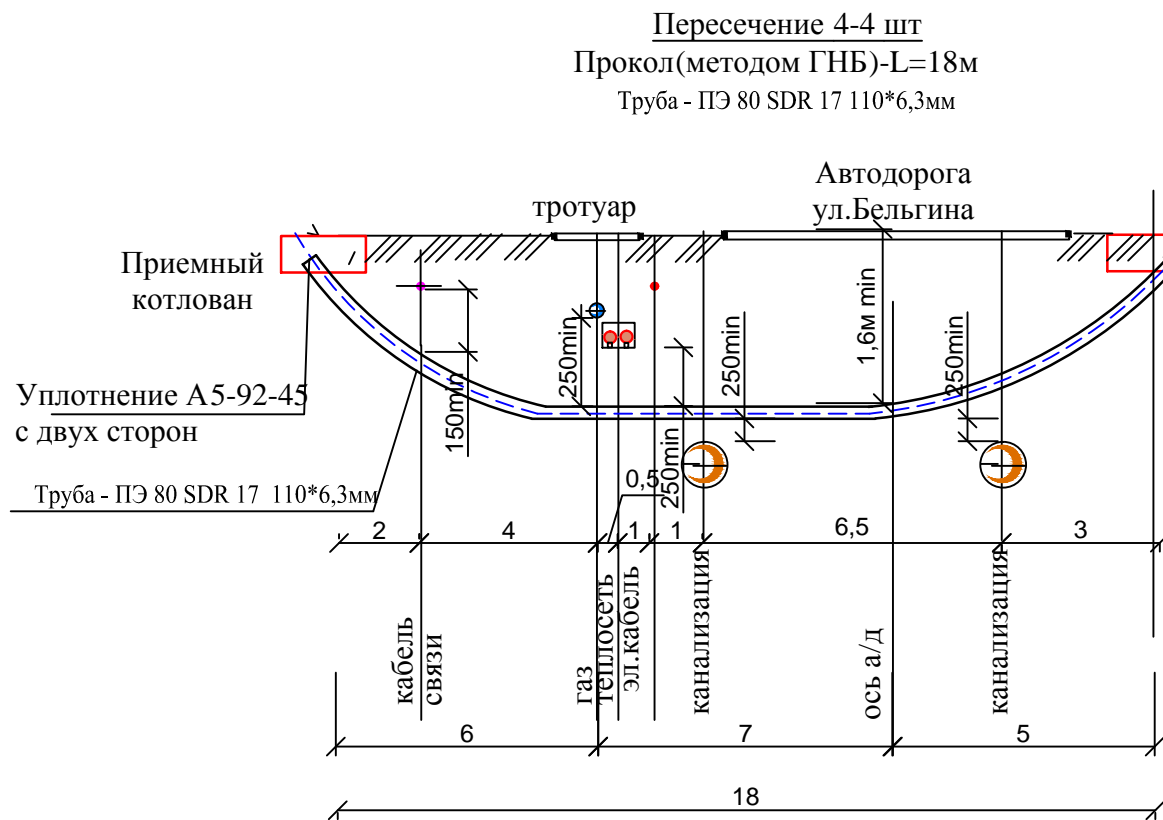 Пересечение 4-4 шт
Прокол(методом ГНБ)-L=18м
Труба - ПЭ 80 SDR 17 110*6,3мм
Автодорога
ул.Бельгина
тротуар
Приемный
котлован
1,6м min
250min
250min
250min
150min
250min
Уплотнение А5-92-45
с двух сторон
Труба - ПЭ 80 SDR 17 110*6,3мм
0,5
2
4
1
1
6,5
3
кабель
связи
газ
теплосеть
эл.кабель
канализация
ось а/д
канализация
6
7
5
18